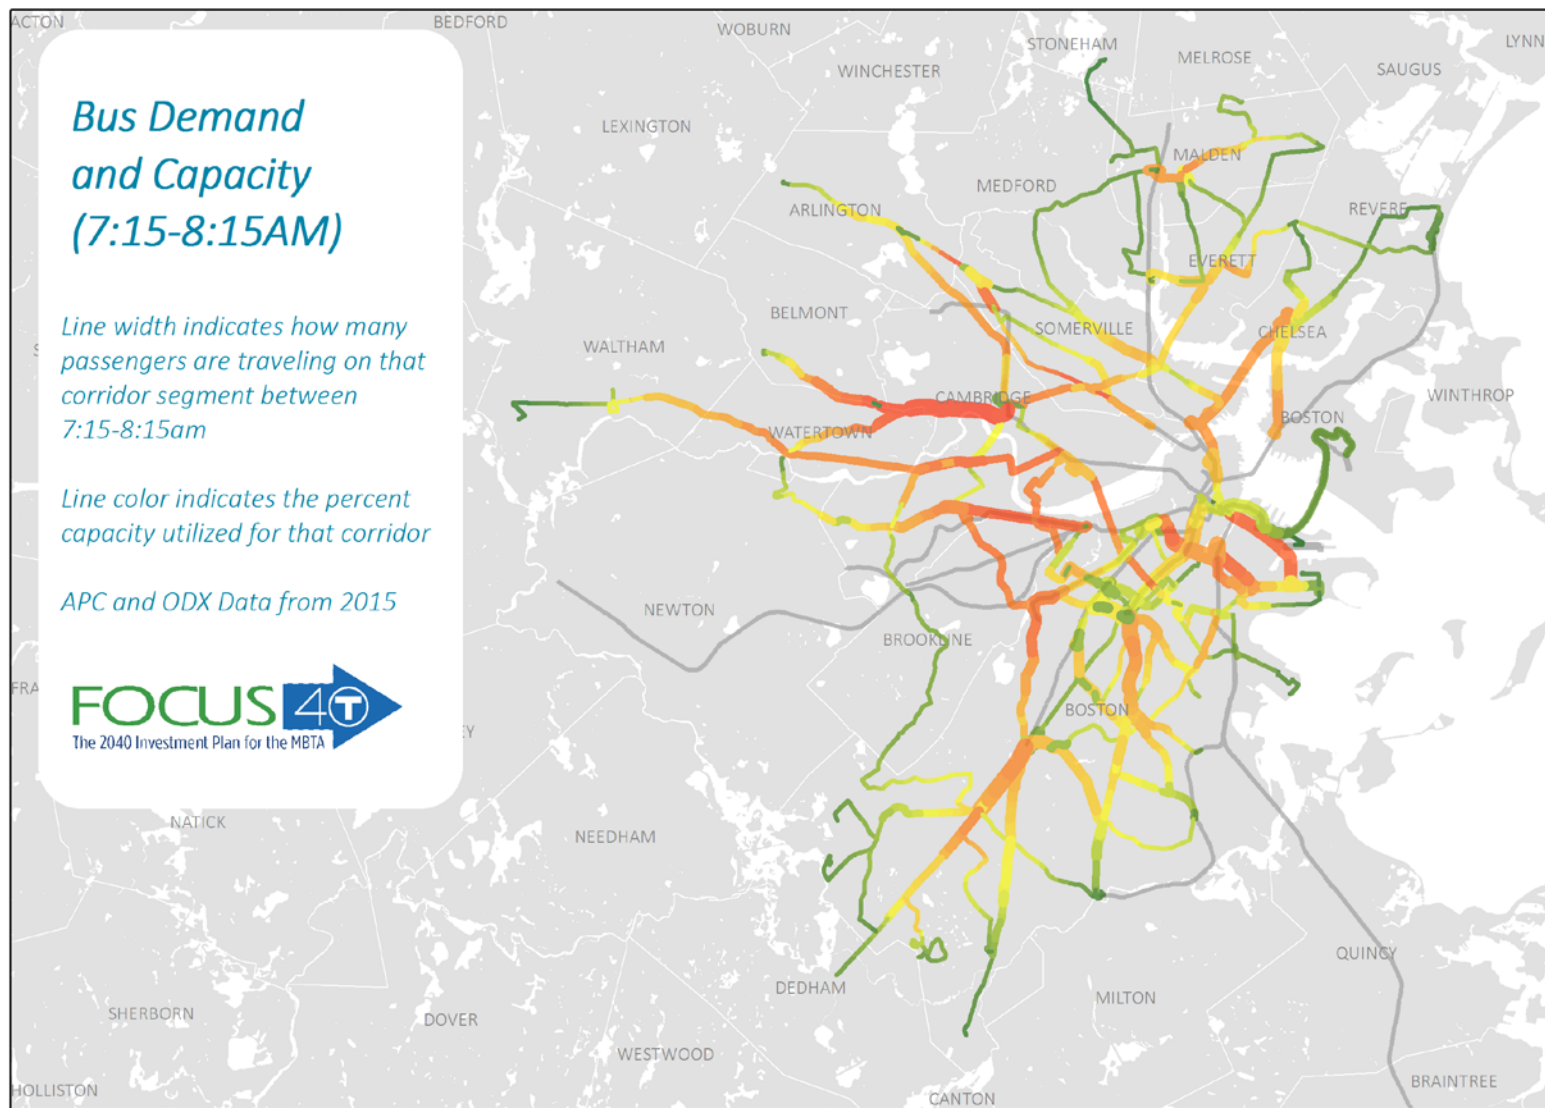 ACTON
BEDFORD
WOBURN
STONEHAM
MELROSE
LYNN
SAUGUS
WINCHESTER
LEXINGTON
MALDEN
MEDFORD
ARLINGTON
REVERE
EVERETT
BELMONT
SOMERVILLE
CHELSEA
WALTHAM
CAMBRIDGE
WINTHROP
BOSTON
WATERTOWN
NEWTON
BROOKLINE
BOSTON
Bus Demand
and Capacity
(7:15-8:15AM)
Line width indicates how many
passengers are traveling on that
corridor segment between
7:15-8:15am
Line color indicates the percent
capacity utilized for that corridor
APC and ODX Data from 2015
FOCUS 40
The 2040 Investment Plan for the MBTA
T
FRA
EY
NATICK
NEEDHAM
QUINCY
DEDHAM
MILTON
SHERBORN
DOVER
WESTWOOD
HOLLISTON
CANTON
BRAINTREE